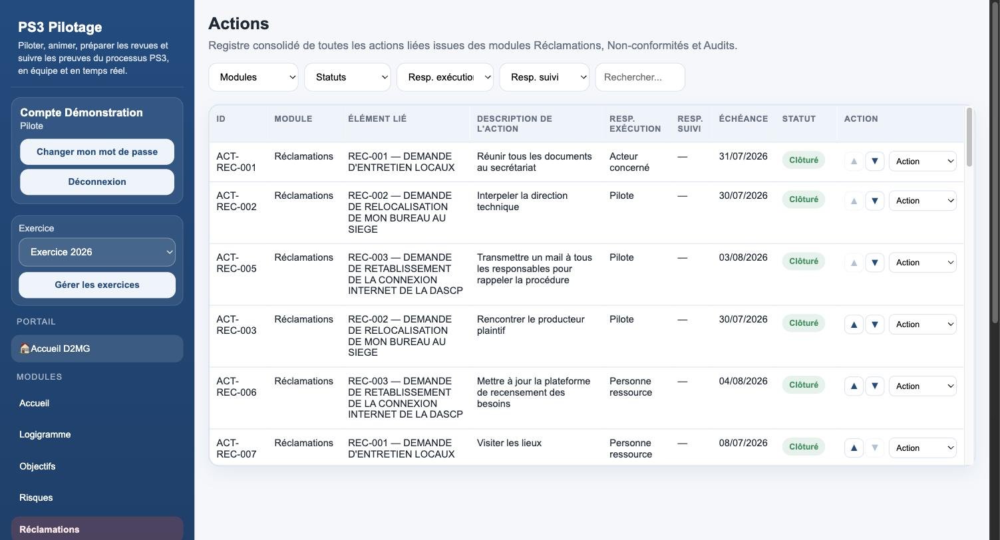 PS3 Pilotage
Piloter, animer, préparer les revues et
suivre les preuves du processus PS3,
en équipe et en temps réel.
Compte Démonstration
Pilote
Changer mon mot de passe
Déconnexion
Exercice
Exercice 2026
Gérer les exercices
PORTAIL
Accueil D2MG
MODULES
Accueil
Logigramme
Objectifs
Risques
Réclamations
Actions
Registre consolidé de toutes les actions liées issues des modules Réclamations, Non-conformités et Audits.
Modules Statuts Resp. exécution Resp. suivi Rechercher...
ID MODULE ÉLÉMENT LIÉ DESCRIPTION DE RESP. RESP. ÉCHÉANCE STATUT ACTION
L'ACTION EXÉCUTION SUIVI
ACT- Réclamations REC-001 — DEMANDE Réunir tous les documents Acteur — 31/07/2026 Clôturé ▲ ▼ Action
REC-001 D'ENTRETIEN LOCAUX au secrétariat concerné
ACT- Réclamations REC-002 — DEMANDE Interpeler la direction Pilote — 30/07/2026 Clôturé ▲ ▼ Action
REC-002 DE RELOCALISATION technique
DE MON BUREAU AU
SIEGE
ACT- Réclamations REC-003 — DEMANDE Transmettre un mail à tous Pilote — 03/08/2026 Clôturé ▲ ▼ Action
REC-005 DE RETABLISSEMENT les responsables pour
DE LA CONNEXION rappeler la procédure
INTERNET DE LA DASCP
ACT- Réclamations REC-002 — DEMANDE Rencontrer le producteur Pilote — 30/07/2026 Clôturé ▲ ▼ Action
REC-003 DE RELOCALISATION plaintif
DE MON BUREAU AU
SIEGE
ACT- Réclamations REC-003 — DEMANDE Mettre à jour la plateforme Personne — 04/08/2026 Clôturé ▲ ▼ Action
REC-006 DE RETABLISSEMENT de recensement des ressource
DE LA CONNEXION besoins
INTERNET DE LA DASCP
ACT- Réclamations REC-001 — DEMANDE Visiter les lieux Personne — 08/07/2026 Clôturé ▲ ▼ Action
REC-007 D'ENTRETIEN LOCAUX ressource